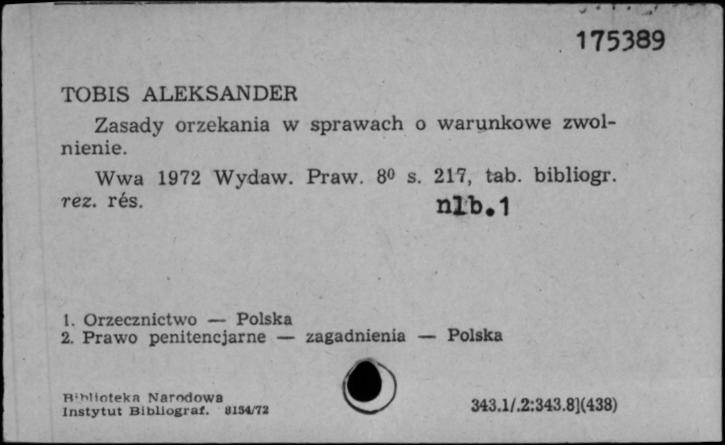 175389
TOBIS ALEKSANDER
Zasady orzekania w sprawach o warunkowe zwol-
nienie.
Wwa 1972 Wydaw. Praw. 8⁰ s. 217, tab. bibliogr.
rez. rés.
nlb.1
1. Orzecznictwo — Polska
2. Prawo penitencjarne — zagadnienia — Polska
Biblioteka Narodowa
Instytut Bibliograf. 8154/72
343.1/.2:343.8](438)